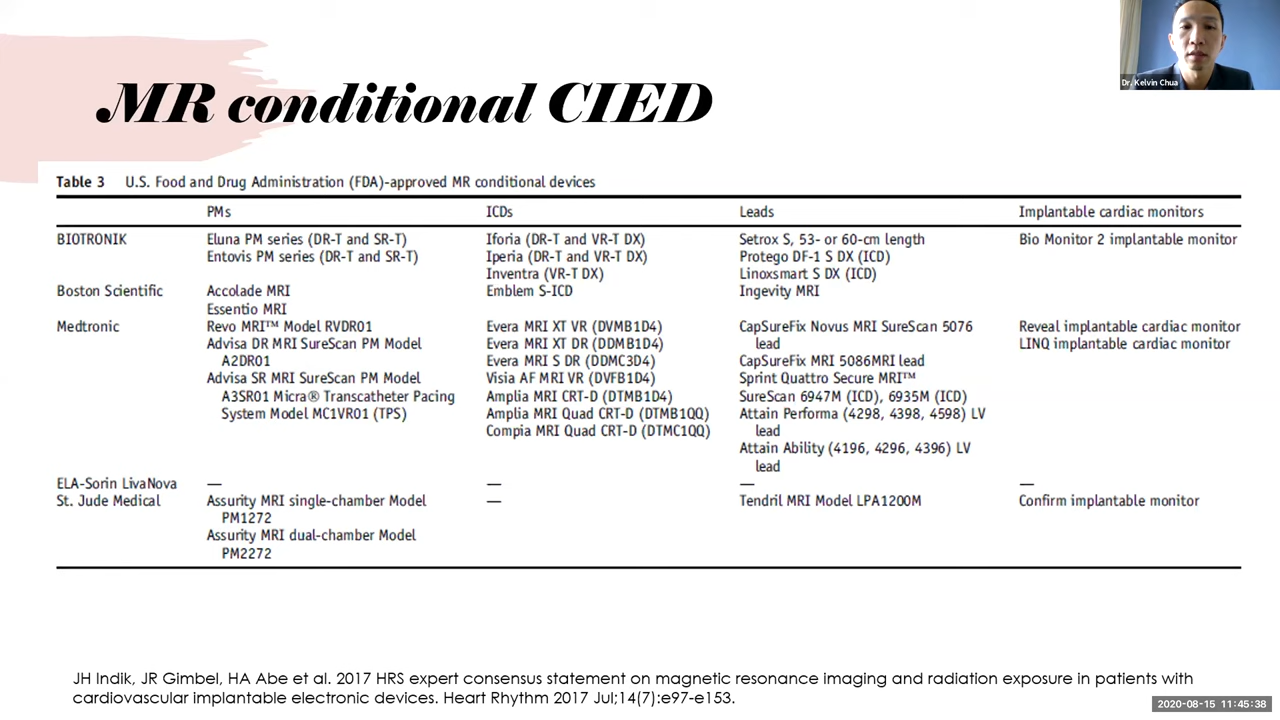 Dr. Kelvin Chua
MR conditional CIED
Table 3 U.S. Food and Drug Administration (FDA)-approved MR conditional devices
PMs ICDs Leads Implantable cardiac monitors
BIOTRONIK Eluna PM series (DR-T and SR-T) Iforia (DR-T and VR-T DX) Setrox S, 53- or 60-cm length Bio Monitor 2 implantable monitor
Entovis PM series (DR-T and SR-T) Iperia (DR-T and VR-T DX) Protego DF-1 S DX (ICD)
Inventra (VR-T DX) Linoxsmart S DX (ICD)
Boston Scientific Accolade MRI Emblem S-ICD Ingevity MRI
Essentio MRI
Medtronic Revo MRI™ Model RVDR01 Evera MRI XT VR (DVMB1D4) CapSureFix Novus MRI SureScan 5076 Reveal implantable cardiac monitor
Advisa DR MRI SureScan PM Model Evera MRI XT DR (DDMB1D4) lead LINQ implantable cardiac monitor
A2DR01 Evera MRI S DR (DDMC3D4) CapSureFix MRI 5086MRI lead
Advisa SR MRI SureScan PM Model Visia AF MRI VR (DVFB1D4) Sprint Quattro Secure MRI™
A3SR01 Micra® Transcatheter Pacing Amplia MRI CRT-D (DTMB1D4) SureScan 6947M (ICD), 6935M (ICD)
System Model MC1VR01 (TPS) Amplia MRI Quad CRT-D (DTMB1QQ) Attain Performa (4298, 4398, 4598) LV
Compia MRI Quad CRT-D (DTMC1QQ) lead
Attain Ability (4196, 4296, 4396) LV
lead
ELA-Sorin LivaNova — — — —
St. Jude Medical Assurity MRI single-chamber Model — Tendril MRI Model LPA1200M Confirm implantable monitor
PM1272
Assurity MRI dual-chamber Model
PM2272
JH Indik, JR Gimbel, HA Abe et al. 2017 HRS expert consensus statement on magnetic resonance imaging and radiation exposure in patients with
cardiovascular implantable electronic devices. Heart Rhythm 2017 Jul;14(7):e97-e153.
2020-08-15 11:45:38